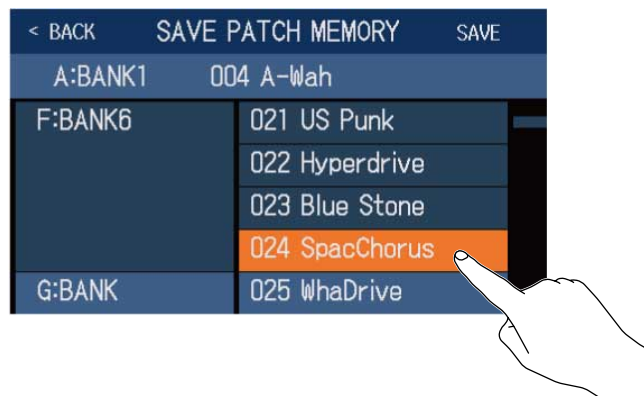 < BACK SAVE PATCH MEMORY SAVE
A:BANK1 004 A-Wah
F:BANK6 021 US Punk
022 Hyperdrive
023 Blue Stone
024 SpacChorus
G:BANK 025 WhaDrive